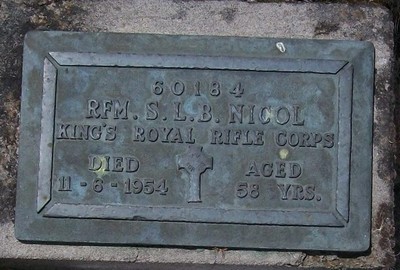 60184
RFM. S. L. B. NICOL
KING'S ROYAL RIFLE CORPS
DIED AGED
11-6-1954 58 YRS.